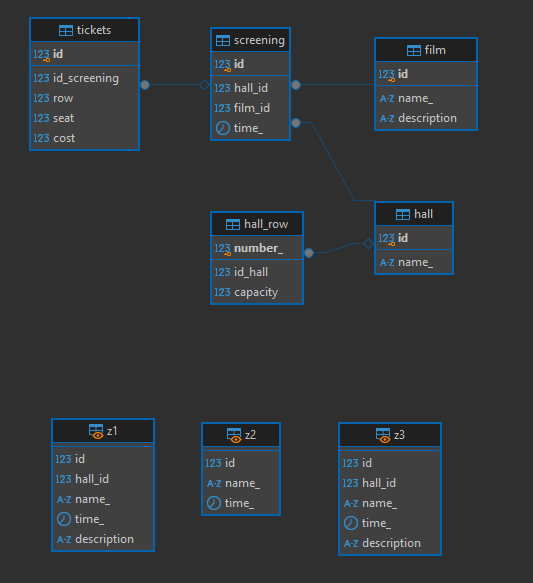 tickets
123 id
123 id_screening
123 row
123 seat
123 cost
screening
123 id
123 hall_id
123 film_id
time_
film
123 id
A-Z name_
A-Z description
hall_row
123 number_
123 id_hall
123 capacity
hall
123 id
A-Z name_
z1
123 id
123 hall_id
A-Z name_
time_
A-Z description
z2
123 id
A-Z name_
time_
z3
123 id
123 hall_id
A-Z name_
time_
A-Z description